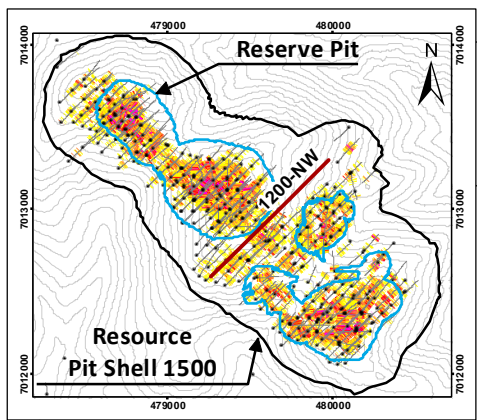 479000 480000
7014000 7014000
Reserve Pit
N
1200-NW
7013000 7013000
Resource
Pit Shell 1500
7012000 7012000
479000 480000